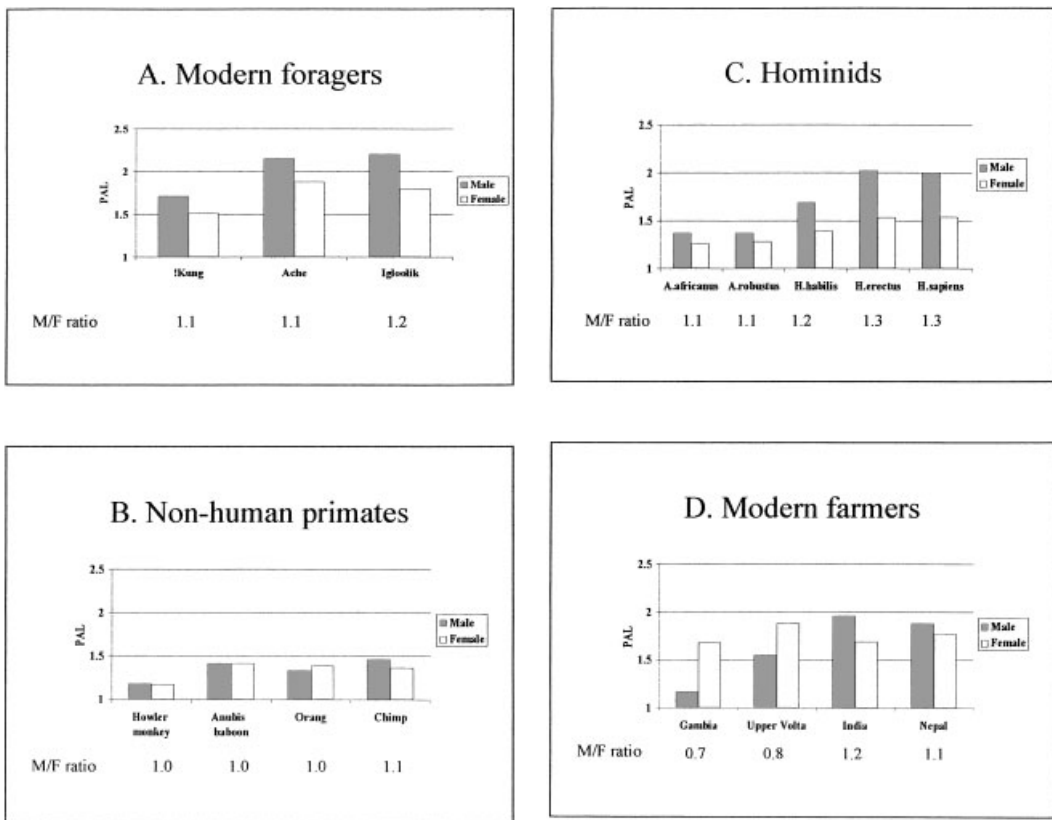 A. Modern foragers
2.5
2
1.5
1
PAL
Male
Female
!Kung Ache Igloolik
M/F ratio 1.1 1.1 1.2
C. Hominids
2.5
2
1.5
1
PAL
Male
Female
A.africanus A.robustus H.habilis H.erectus H.sapiens
M/F ratio 1.1 1.1 1.2 1.3 1.3
B. Non-human primates
2.5
2
1.5
1
PAL
Male
Female
Howler monkey Anubis baboon Orang Chimp
M/F ratio 1.0 1.0 1.0 1.1
D. Modern farmers
2.5
2
1.5
1
PAL
Male
Female
Gambia Upper Volta India Nepal
M/F ratio 0.7 0.8 1.2 1.1